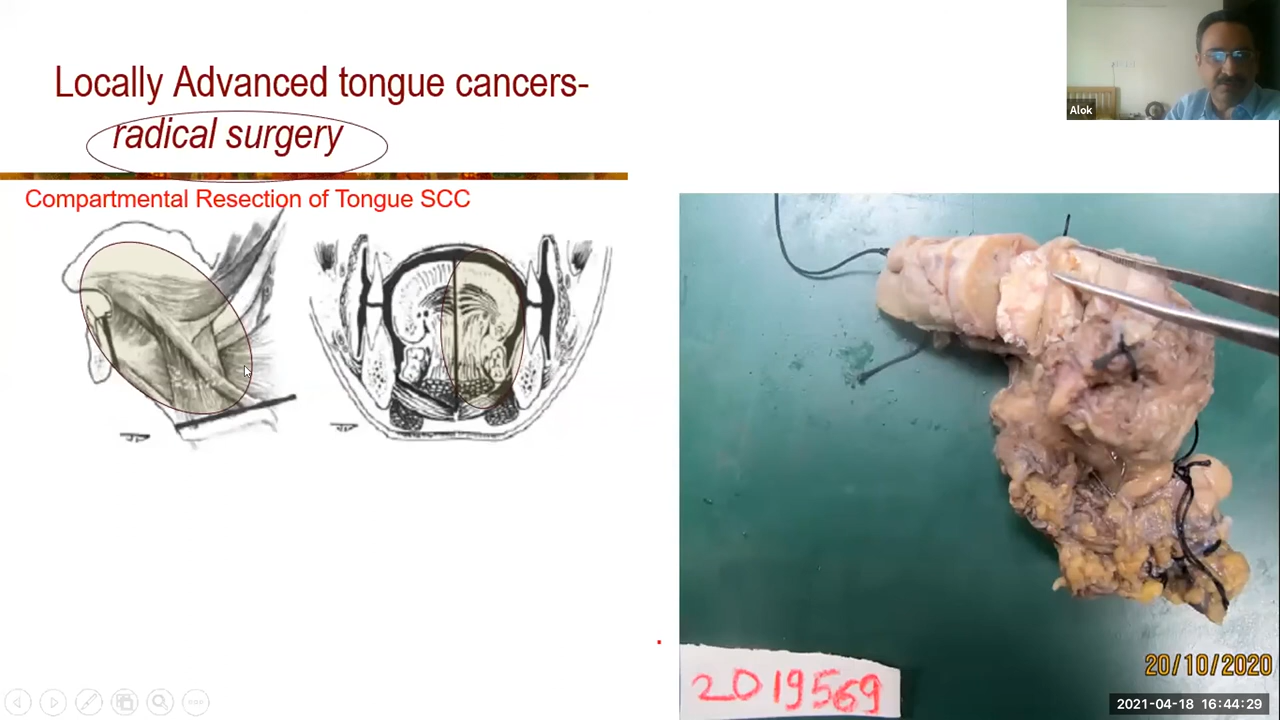 Locally Advanced tongue cancers-
radical surgery
Compartmental Resection of Tongue SCC
Alok
2019569
20/10/2020
2021-04-18 16:44:29